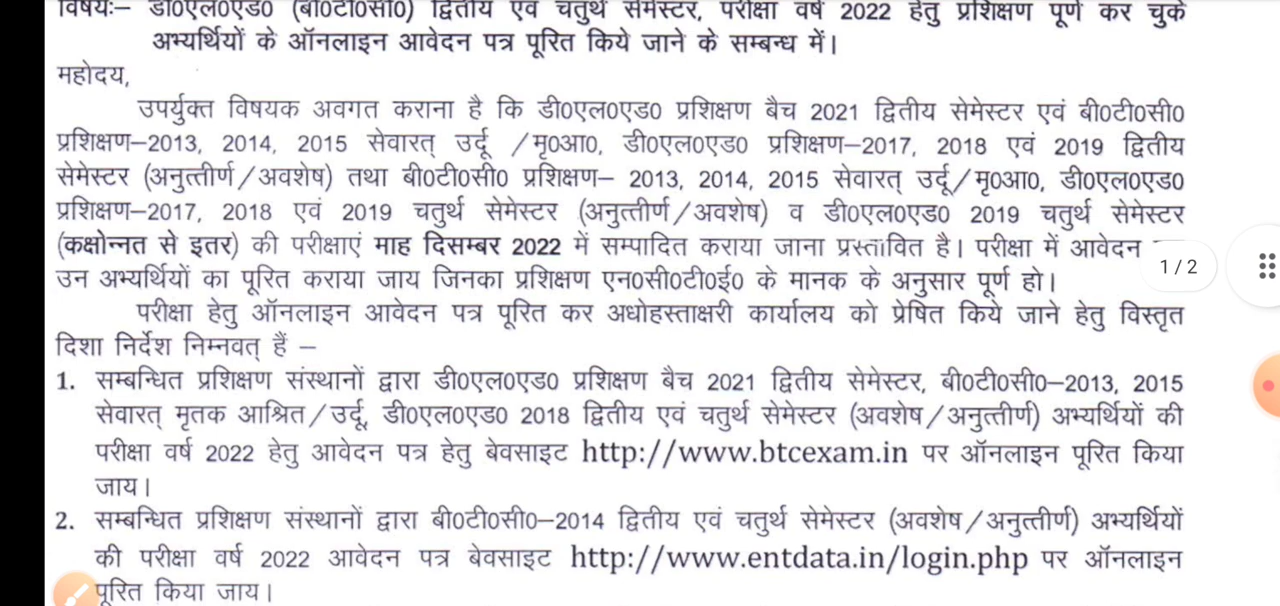 विषयः– डी0एल0एड0 (बी0टी0सी0) द्वितीय एवं चतुर्थ सेमेस्टर, परीक्षा वर्ष 2022 हेतु प्रशिक्षण पूर्ण कर चुके
अभ्यर्थियों के ऑनलाइन आवेदन पत्र पूरित किये जाने के सम्बन्ध में।
महोदय,
उपर्युक्त विषयक अवगत कराना है कि डी0एल0एड0 प्रशिक्षण बैच 2021 द्वितीय सेमेस्टर एवं बी0टी0सी0
प्रशिक्षण–2013, 2014, 2015 सेवारत् उर्दू /मृ0आ0, डी0एल0एड0 प्रशिक्षण–2017, 2018 एवं 2019 द्वितीय
सेमेस्टर (अनुत्तीर्ण/अवशेष) तथा बी0टी0सी0 प्रशिक्षण– 2013, 2014, 2015 सेवारत् उर्दू/मृ0आ0, डी0एल0एड0
प्रशिक्षण–2017, 2018 एवं 2019 चतुर्थ सेमेस्टर (अनुत्तीर्ण/अवशेष) व डी0एल0एड0 2019 चतुर्थ सेमेस्टर
(कक्षोन्नत से इतर) की परीक्षाएं माह दिसम्बर 2022 में सम्पादित कराया जाना प्रस्तावित है। परीक्षा में आवेदन
1/2
उन अभ्यर्थियों का पूरित कराया जाय जिनका प्रशिक्षण एन0सी0टी0ई0 के मानक के अनुसार पूर्ण हो।
परीक्षा हेतु ऑनलाइन आवेदन पत्र पूरित कर अधोहस्ताक्षरी कार्यालय को प्रेषित किये जाने हेतु विस्तृत
दिशा निर्देश निम्नवत् हैं –
1. सम्बन्धित प्रशिक्षण संस्थानों द्वारा डी0एल0एड0 प्रशिक्षण बैच 2021 द्वितीय सेमेस्टर, बी0टी0सी0–2013, 2015
सेवारत् मृतक आश्रित/उर्दू, डी0एल0एड0 2018 द्वितीय एवं चतुर्थ सेमेस्टर (अवशेष/अनुत्तीर्ण) अभ्यर्थियों की
परीक्षा वर्ष 2022 हेतु आवेदन पत्र हेतु बेवसाइट http://www.btcexam.in पर ऑनलाइन पूरित किया
जाय।
2. सम्बन्धित प्रशिक्षण संस्थानों द्वारा बी0टी0सी0–2014 द्वितीय एवं चतुर्थ सेमेस्टर (अवशेष/अनुत्तीर्ण) अभ्यर्थियों
की परीक्षा वर्ष 2022 आवेदन पत्र बेवसाइट http://www.entdata.in/login.php पर ऑनलाइन
पूरित किया जाय।